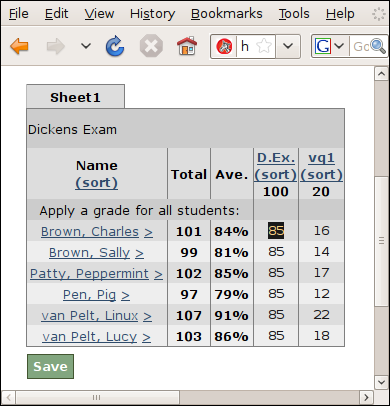 File Edit View History Bookmarks Tools Help
h
G
Sheet1
Dickens Exam
Name (sort) Total Ave. D.Ex. (sort) 100 vq1 (sort) 20
Apply a grade for all students:
Brown, Charles > 101 84% 85 16
Brown, Sally > 99 81% 85 14
Patty, Peppermint > 102 85% 85 17
Pen, Pig > 97 79% 85 12
van Pelt, Linux > 107 91% 85 22
van Pelt, Lucy > 103 86% 85 18
Save